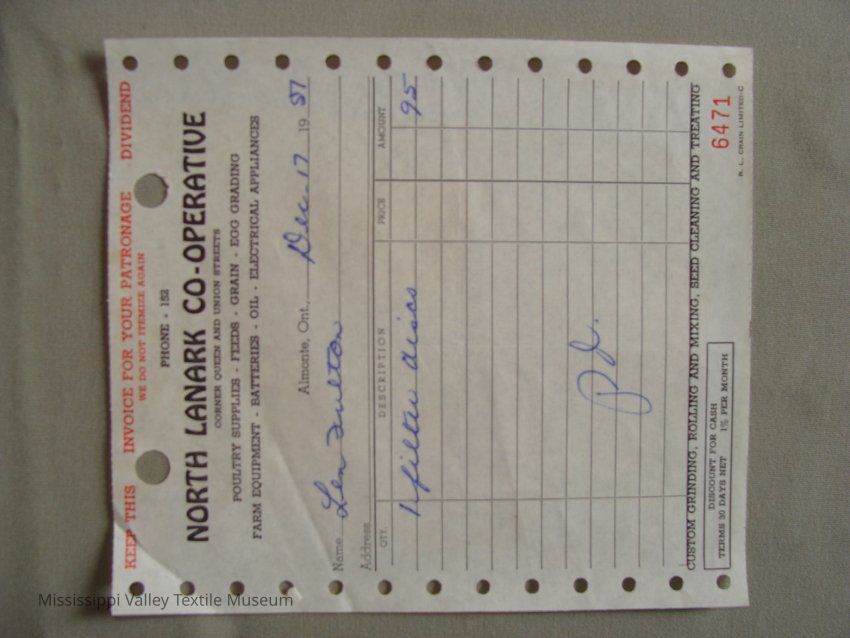 KEEP THIS INVOICE FOR YOUR PATRONAGE DIVIDEND
WE DO NOT ITEMIZE AGAIN
PHONE - 152
NORTH LANARK CO-OPERATIVE
CORNER QUEEN AND UNION STREETS
POULTRY SUPPLIES - FEEDS - GRAIN - EGG GRADING
FARM EQUIPMENT - BATTERIES - OIL - ELECTRICAL APPLIANCES
Almonte, Ont., Dec-17 19 57
Name Len Fulton
Address
QTY. DESCRIPTION PRICE AMOUNT
1 filter discs 95
Pd.
CUSTOM GRINDING, ROLLING AND MIXING, SEED CLEANING AND TREATING
DISCOUNT FOR CASH
TERMS 30 DAYS NET 1% PER MONTH
6471
R. L. CRAIN LIMITED-C
Mississippi Valley Textile Museum